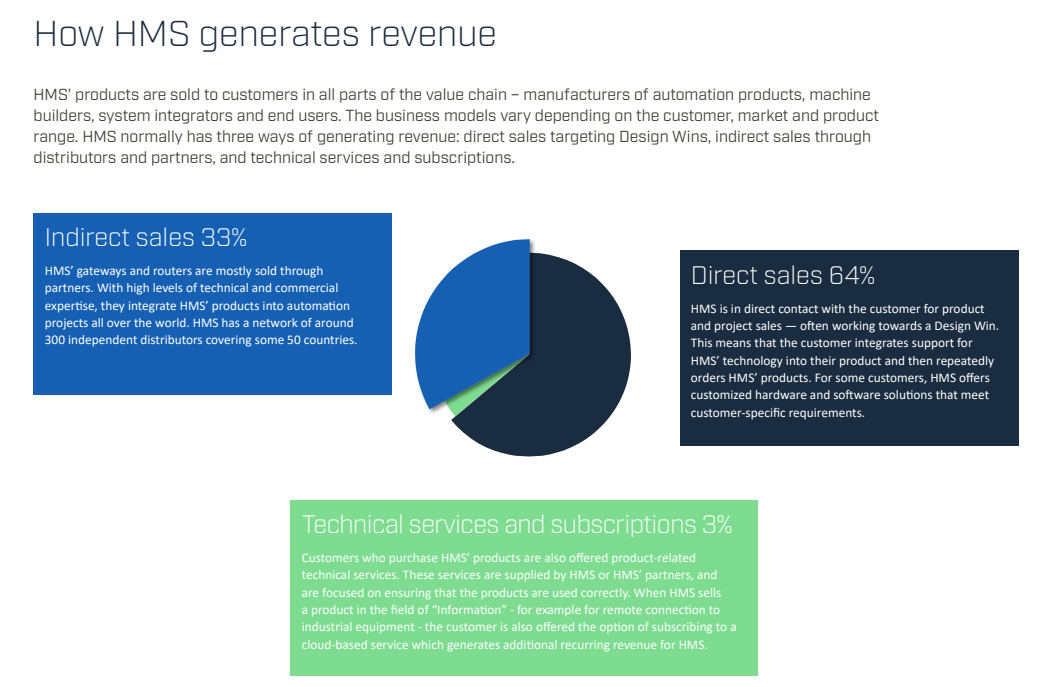 How HMS generates revenue
HMS' products are sold to customers in all parts of the value chain – manufacturers of automation products, machine
builders, system integrators and end users. The business models vary depending on the customer, market and product
range. HMS normally has three ways of generating revenue: direct sales targeting Design Wins, indirect sales through
distributors and partners, and technical services and subscriptions.
Indirect sales 33%
HMS' gateways and routers are mostly sold through
partners. With high levels of technical and commercial
expertise, they integrate HMS' products into automation
projects all over the world. HMS has a network of around
300 independent distributors covering some 50 countries.
Direct sales 64%
HMS is in direct contact with the customer for product
and project sales — often working towards a Design Win.
This means that the customer integrates support for
HMS' technology into their product and then repeatedly
orders HMS' products. For some customers, HMS offers
customized hardware and software solutions that meet
customer-specific requirements.
Technical services and subscriptions 3%
Customers who purchase HMS' products are also offered product-related
technical services. These services are supplied by HMS or HMS' partners, and
are focused on ensuring that the products are used correctly. When HMS sells
a product in the field of "Information" - for example for remote connection to
industrial equipment - the customer is also offered the option of subscribing to a
cloud-based service which generates additional recurring revenue for HMS.